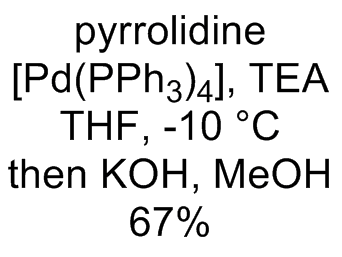 pyrrolidine
[Pd(PPh₃)₄], TEA
THF, -10 °C
then KOH, MeOH
67%